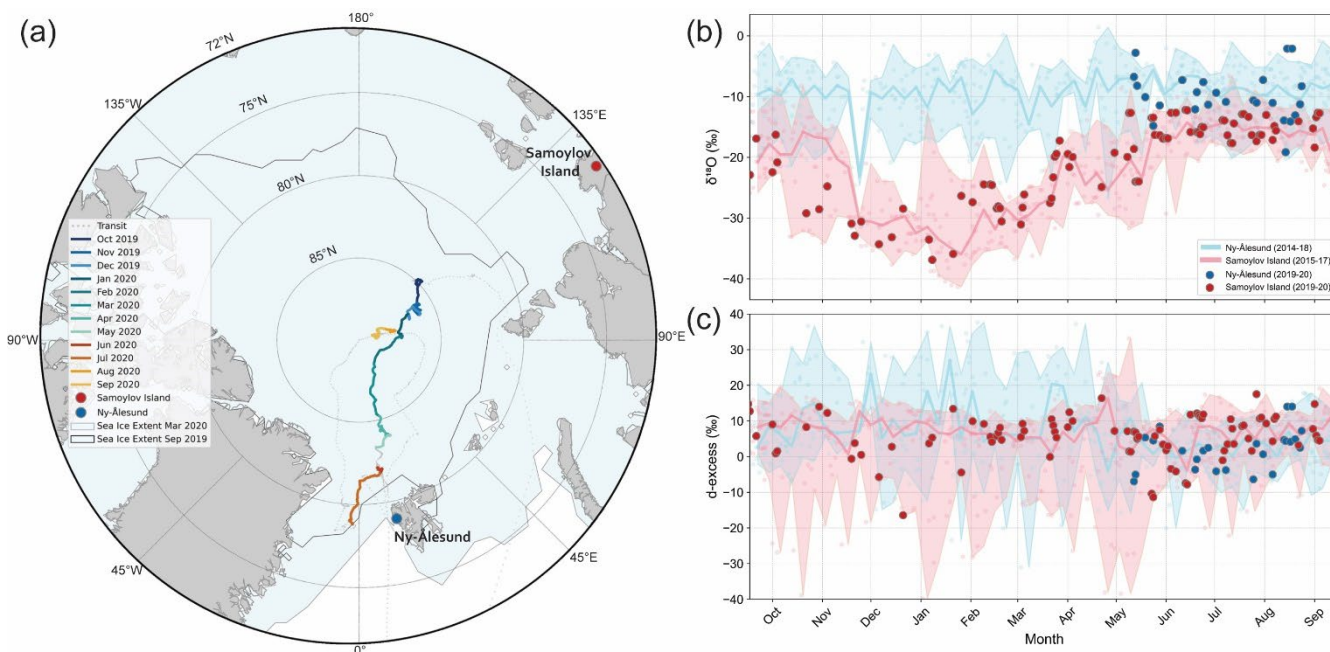 (a)
180°
72°N
135°W
75°N
135°E
Samoylov
Island
80°N
85°N
Transit
Oct 2019
Nov 2019
Dec 2019
Jan 2020
Feb 2020
Mar 2020
Apr 2020
May 2020
Jun 2020
Jul 2020
Aug 2020
Sep 2020
Samoylov Island
Ny-Ålesund
Sea Ice Extent Mar 2020
Sea Ice Extent Sep 2019
90°W
90°E
Ny-Ålesund
45°W
45°E
0°
(b)
0
−10
−20
−30
−40
δ¹⁸O (‰)
Ny-Ålesund (2014-18)
Samoylov Island (2015-17)
Ny-Ålesund (2019-20)
Samoylov Island (2019-20)
(c)
40
30
20
10
0
−10
−20
−30
−40
d-excess (‰)
Oct
Nov
Dec
Jan
Feb
Mar
Apr
May
Jun
Jul
Aug
Sep
Month